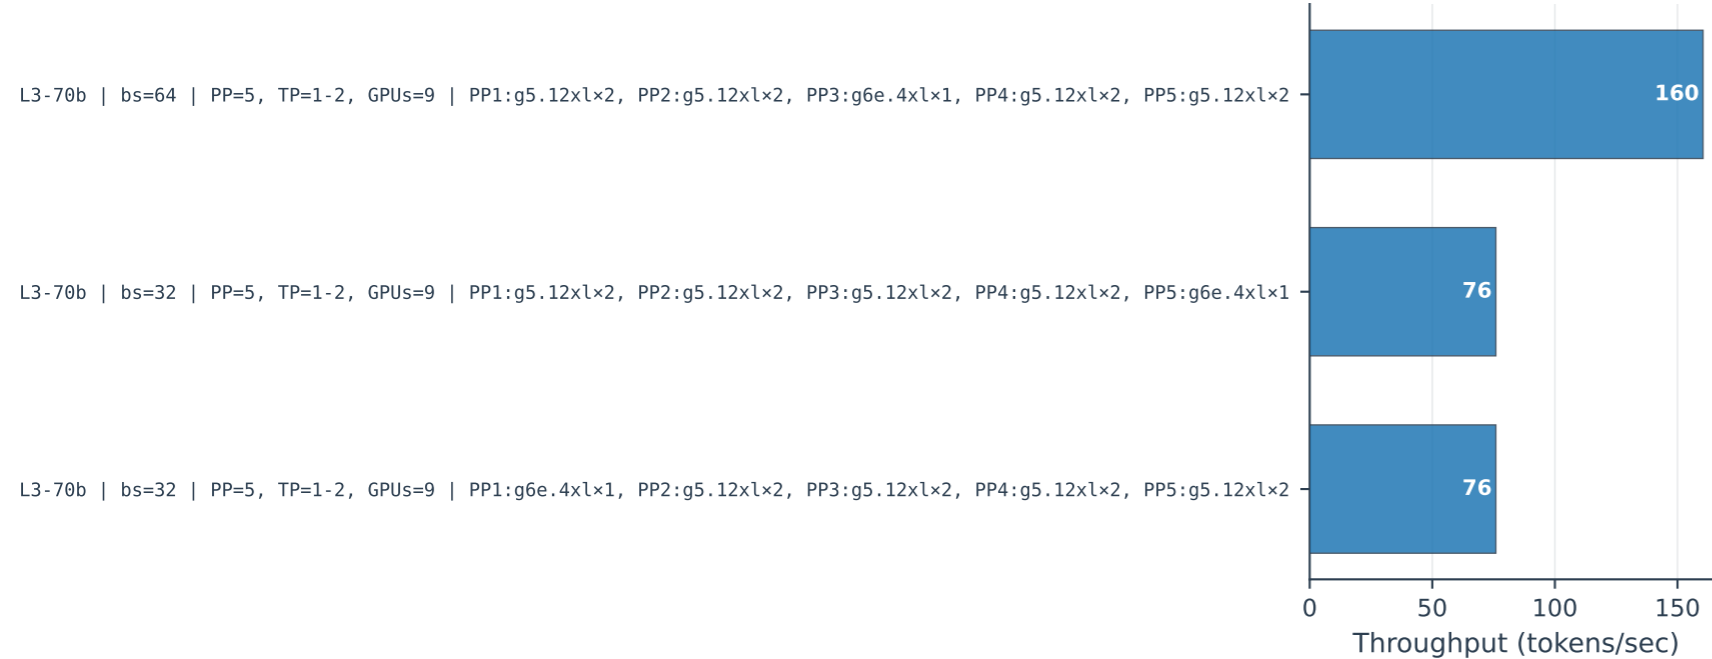 L3-70b | bs=64 | PP=5, TP=1-2, GPUs=9 | PP1:g5.12xl×2, PP2:g5.12xl×2, PP3:g6e.4xl×1, PP4:g5.12xl×2, PP5:g5.12xl×2
160
L3-70b | bs=32 | PP=5, TP=1-2, GPUs=9 | PP1:g5.12xl×2, PP2:g5.12xl×2, PP3:g5.12xl×2, PP4:g5.12xl×2, PP5:g6e.4xl×1
76
L3-70b | bs=32 | PP=5, TP=1-2, GPUs=9 | PP1:g6e.4xl×1, PP2:g5.12xl×2, PP3:g5.12xl×2, PP4:g5.12xl×2, PP5:g5.12xl×2
76
0 50 100 150
Throughput (tokens/sec)